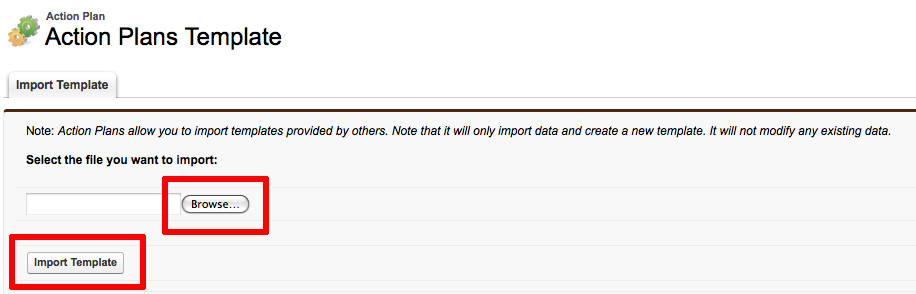 Action Plan
Action Plans Template
Import Template
Note: Action Plans allow you to import templates provided by others. Note that it will only import data and create a new template. It will not modify any existing data.
Select the file you want to import:
Browse...
Import Template